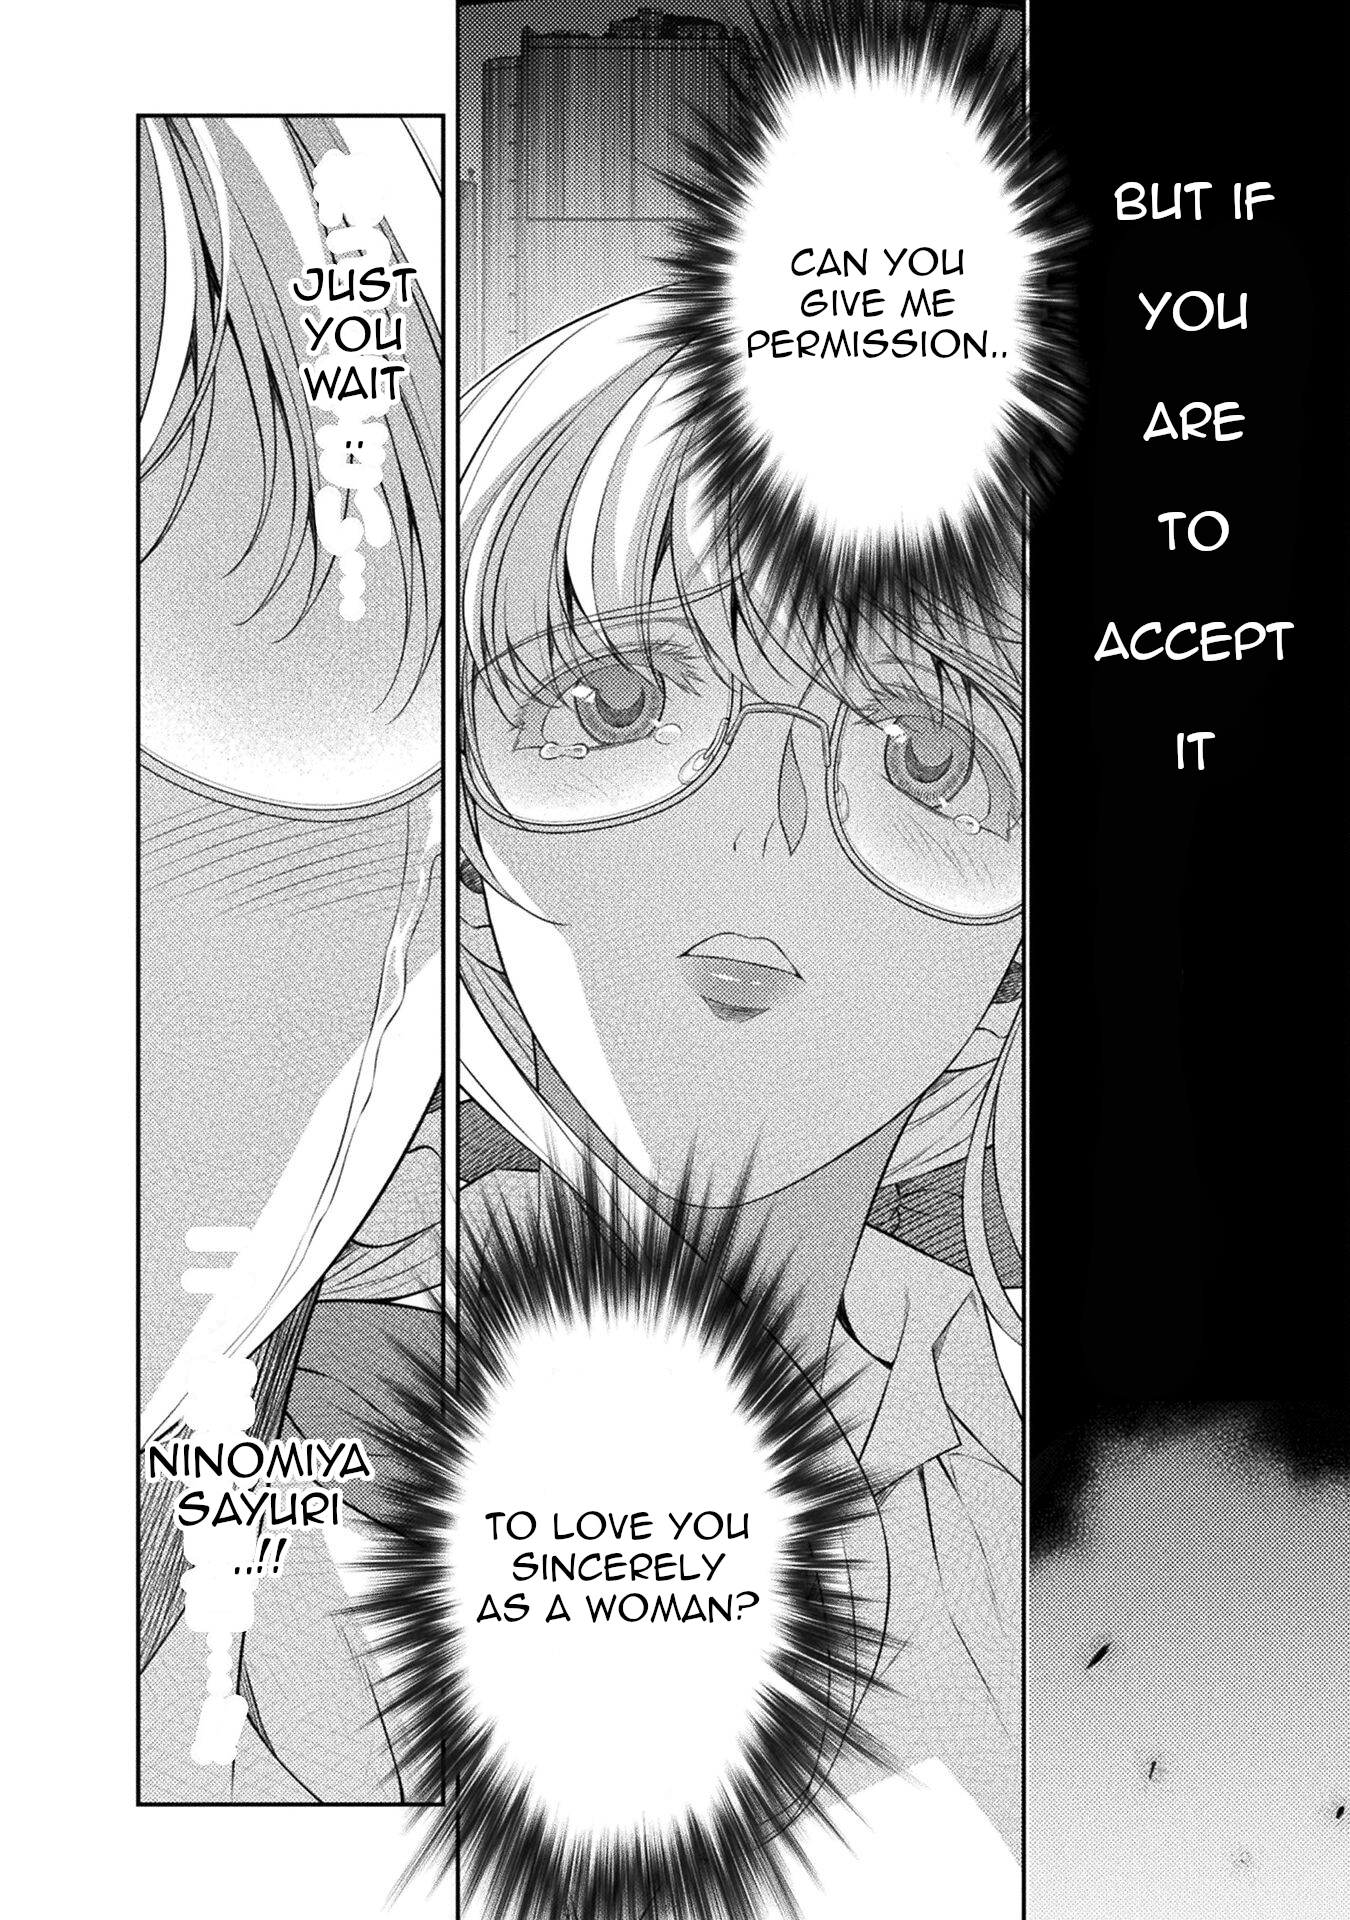 BUT IF
YOU
ARE
TO
ACCEPT
IT
CAN YOU
GIVE ME
PERMISSION..
TO LOVE YOU
SINCERELY
AS A WOMAN?
JUST
YOU
WAIT
..
NINOMIYA
SAYURI
..!!